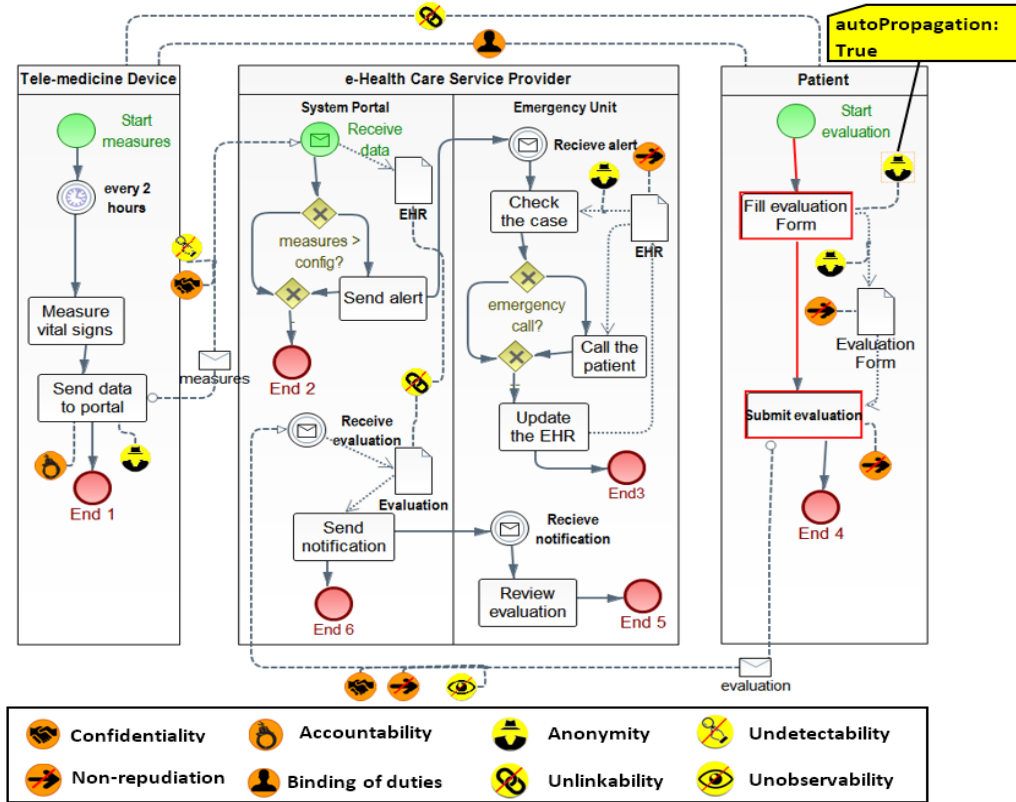 autoPropagation:
True
Tele-medicine Device
e-Health Care Service Provider
Patient
System Portal
Emergency Unit
Start
measures
every 2
hours
Measure
vital signs
Send data
to portal
End 1
measures
Receive
data
EHR
measures >
config?
Send alert
End 2
Receive
evaluation
Evaluation
Send
notification
End 6
Recieve alert
Check
the case
EHR
emergency
call?
Call the
patient
Update
the EHR
End3
Recieve
notification
Review
evaluation
End 5
Start
evaluation
Fill evaluation
Form
Evaluation
Form
Submit evaluation
End 4
evaluation
Confidentiality
Accountability
Anonymity
Undetectability
Non-repudiation
Binding of duties
Unlinkability
Unobservability